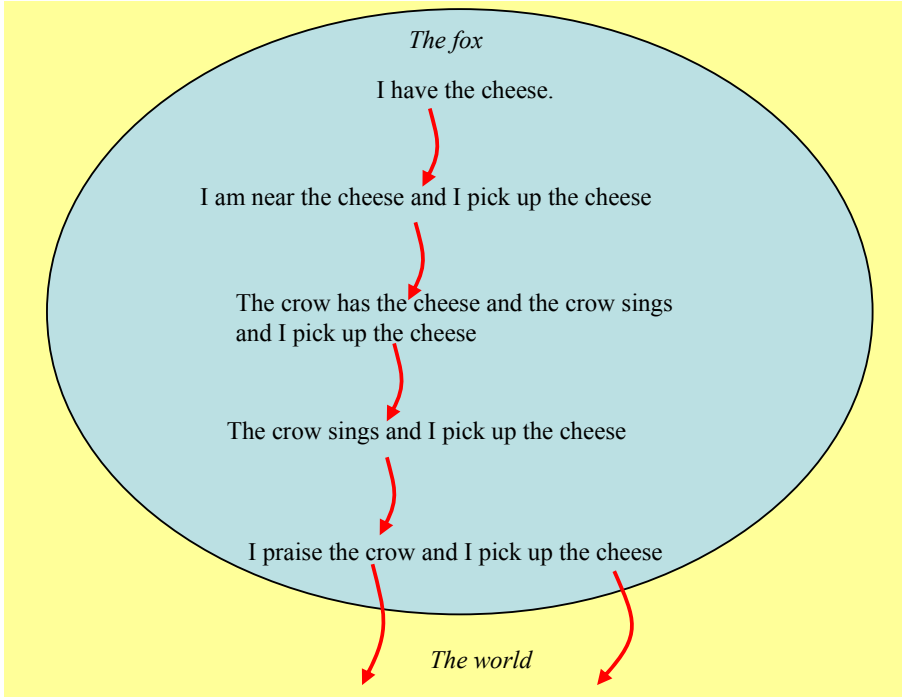 The fox
I have the cheese.
I am near the cheese and I pick up the cheese
The crow has the cheese and the crow sings
and I pick up the cheese
The crow sings and I pick up the cheese
I praise the crow and I pick up the cheese
The world